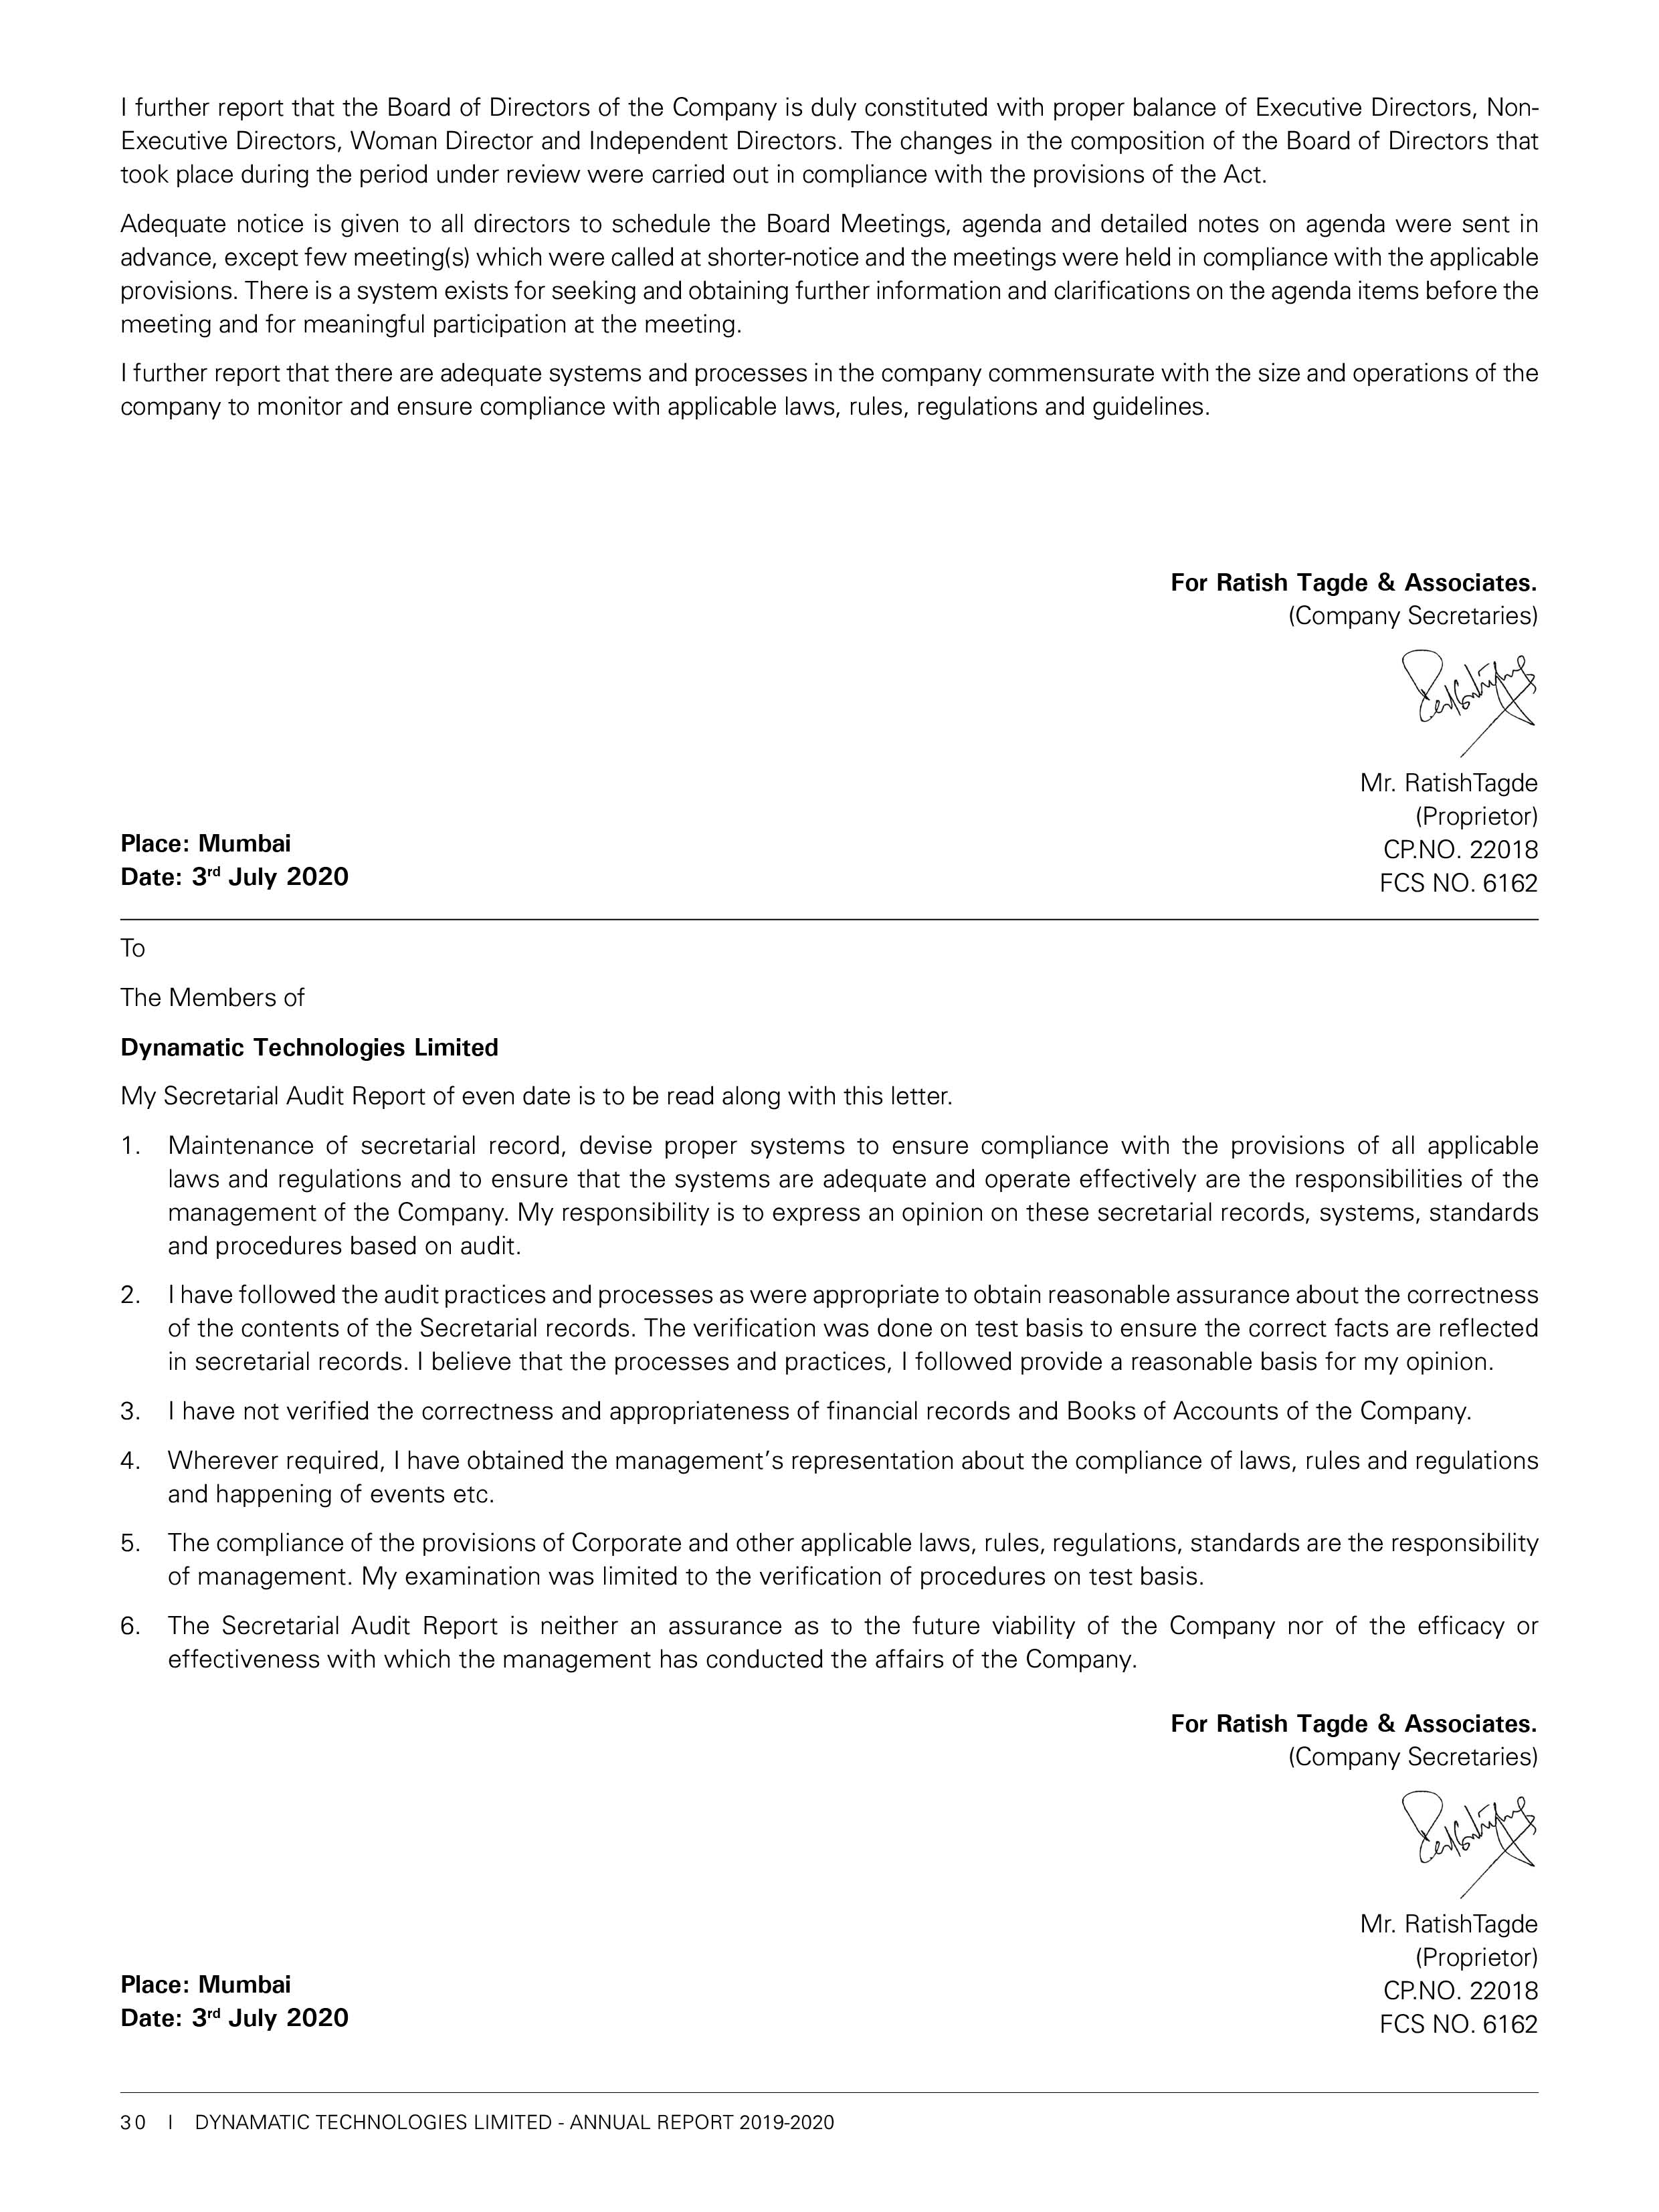 I further report that the Board of Directors of the Company is duly constituted with proper balance of Executive Directors, Non-
Executive Directors, Woman Director and Independent Directors. The changes in the composition of the Board of Directors that
took place during the period under review were carried out in compliance with the provisions of the Act.
Adequate notice is given to all directors to schedule the Board Meetings, agenda and detailed notes on agenda were sent in
advance, except few meeting(s) which were called at shorter-notice and the meetings were held in compliance with the applicable
provisions. There is a system exists for seeking and obtaining further information and clarifications on the agenda items before the
meeting and for meaningful participation at the meeting.
I further report that there are adequate systems and processes in the company commensurate with the size and operations of the
company to monitor and ensure compliance with applicable laws, rules, regulations and guidelines.
For Ratish Tagde & Associates.
(Company Secretaries)
Mr. RatishTagde
(Proprietor)
Place: Mumbai
CP.NO. 22018
Date: 3rd July 2020
FCS NO. 6162
To
The Members of
Dynamatic Technologies Limited
My Secretarial Audit Report of even date is to be read along with this letter.
1. Maintenance of secretarial record, devise proper systems to ensure compliance with the provisions of all applicable
laws and regulations and to ensure that the systems are adequate and operate effectively are the responsibilities of the
management of the Company. My responsibility is to express an opinion on these secretarial records, systems, standards
and procedures based on audit.
2. I have followed the audit practices and processes as were appropriate to obtain reasonable assurance about the correctness
of the contents of the Secretarial records. The verification was done on test basis to ensure the correct facts are reflected
in secretarial records. I believe that the processes and practices, I followed provide a reasonable basis for my opinion.
3. I have not verified the correctness and appropriateness of financial records and Books of Accounts of the Company.
4. Wherever required, I have obtained the management’s representation about the compliance of laws, rules and regulations
and happening of events etc.
5. The compliance of the provisions of Corporate and other applicable laws, rules, regulations, standards are the responsibility
of management. My examination was limited to the verification of procedures on test basis.
6. The Secretarial Audit Report is neither an assurance as to the future viability of the Company nor of the efficacy or
effectiveness with which the management has conducted the affairs of the Company.
For Ratish Tagde & Associates.
(Company Secretaries)
Mr. RatishTagde
(Proprietor)
Place: Mumbai
CP.NO. 22018
Date: 3rd July 2020
FCS NO. 6162
30 I DYNAMATIC TECHNOLOGIES LIMITED - ANNUAL REPORT 2019-2020